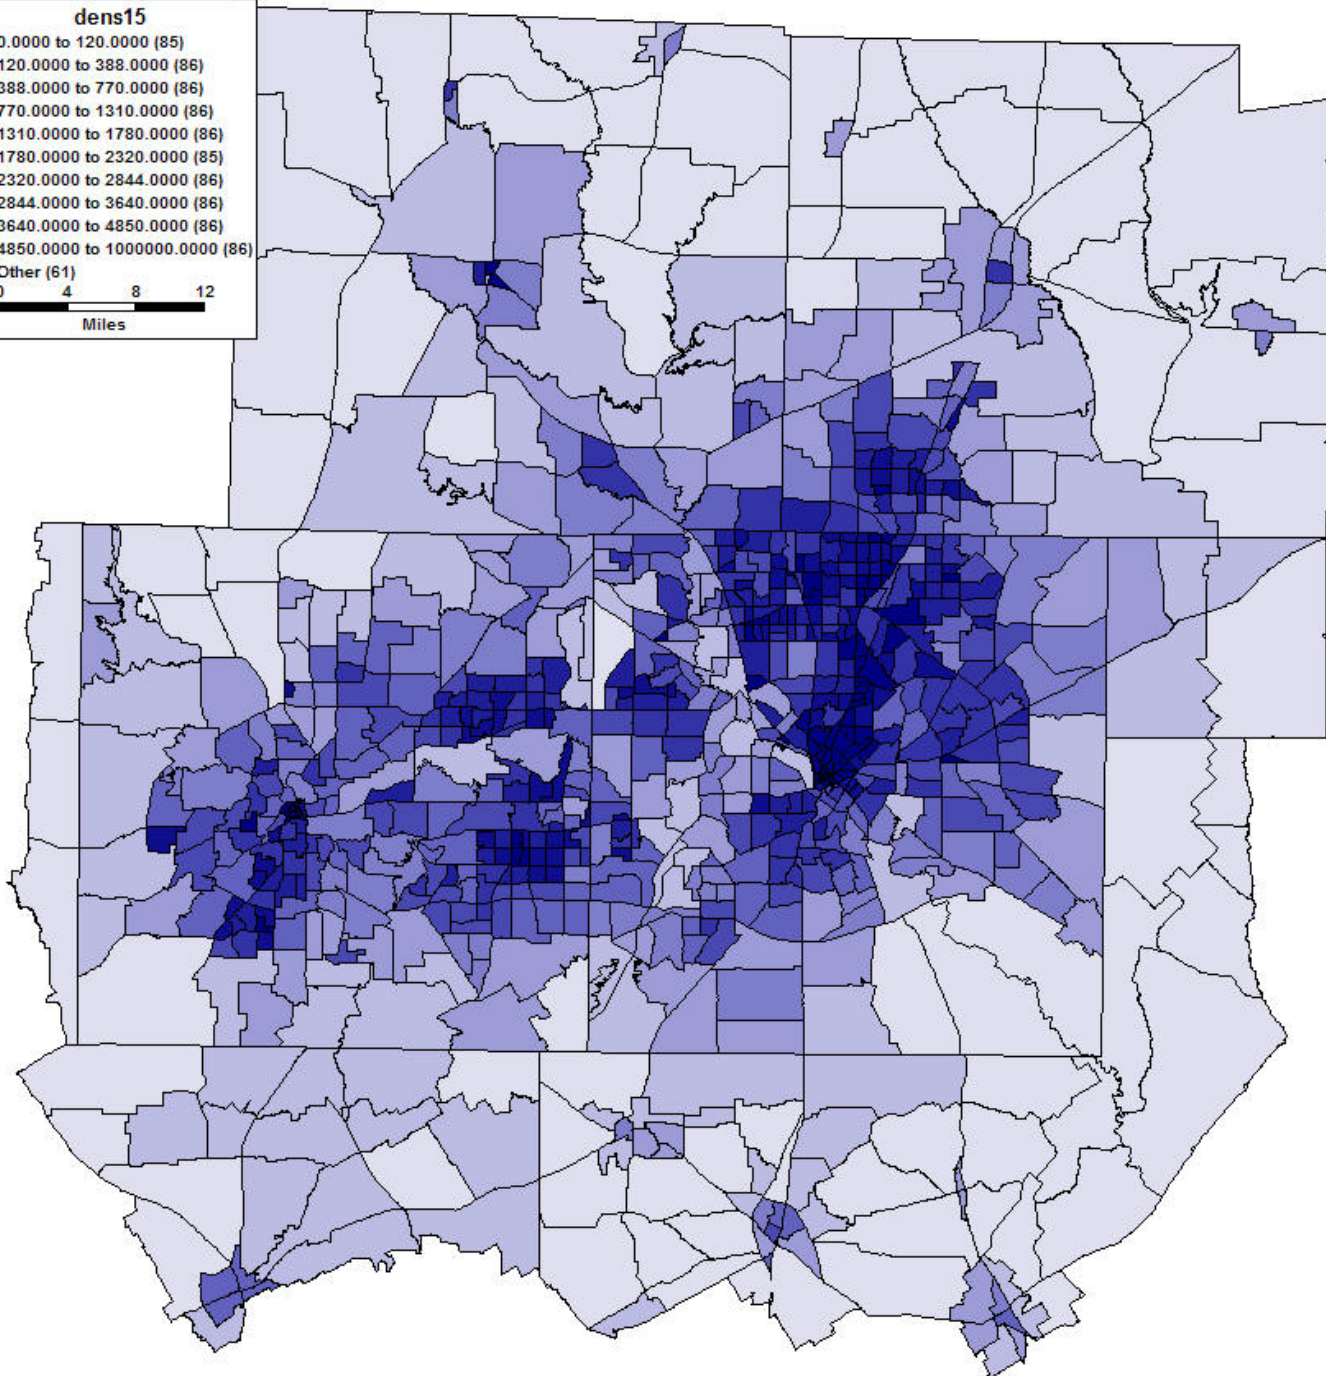 dens15
0.0000 to 120.0000 (85)
120.0000 to 388.0000 (86)
388.0000 to 770.0000 (86)
770.0000 to 1310.0000 (86)
1310.0000 to 1780.0000 (86)
1780.0000 to 2320.0000 (85)
2320.0000 to 2844.0000 (86)
2844.0000 to 3640.0000 (86)
3640.0000 to 4850.0000 (86)
4850.0000 to 1000000.0000 (86)
Other (61)
0 4 8 12
Miles